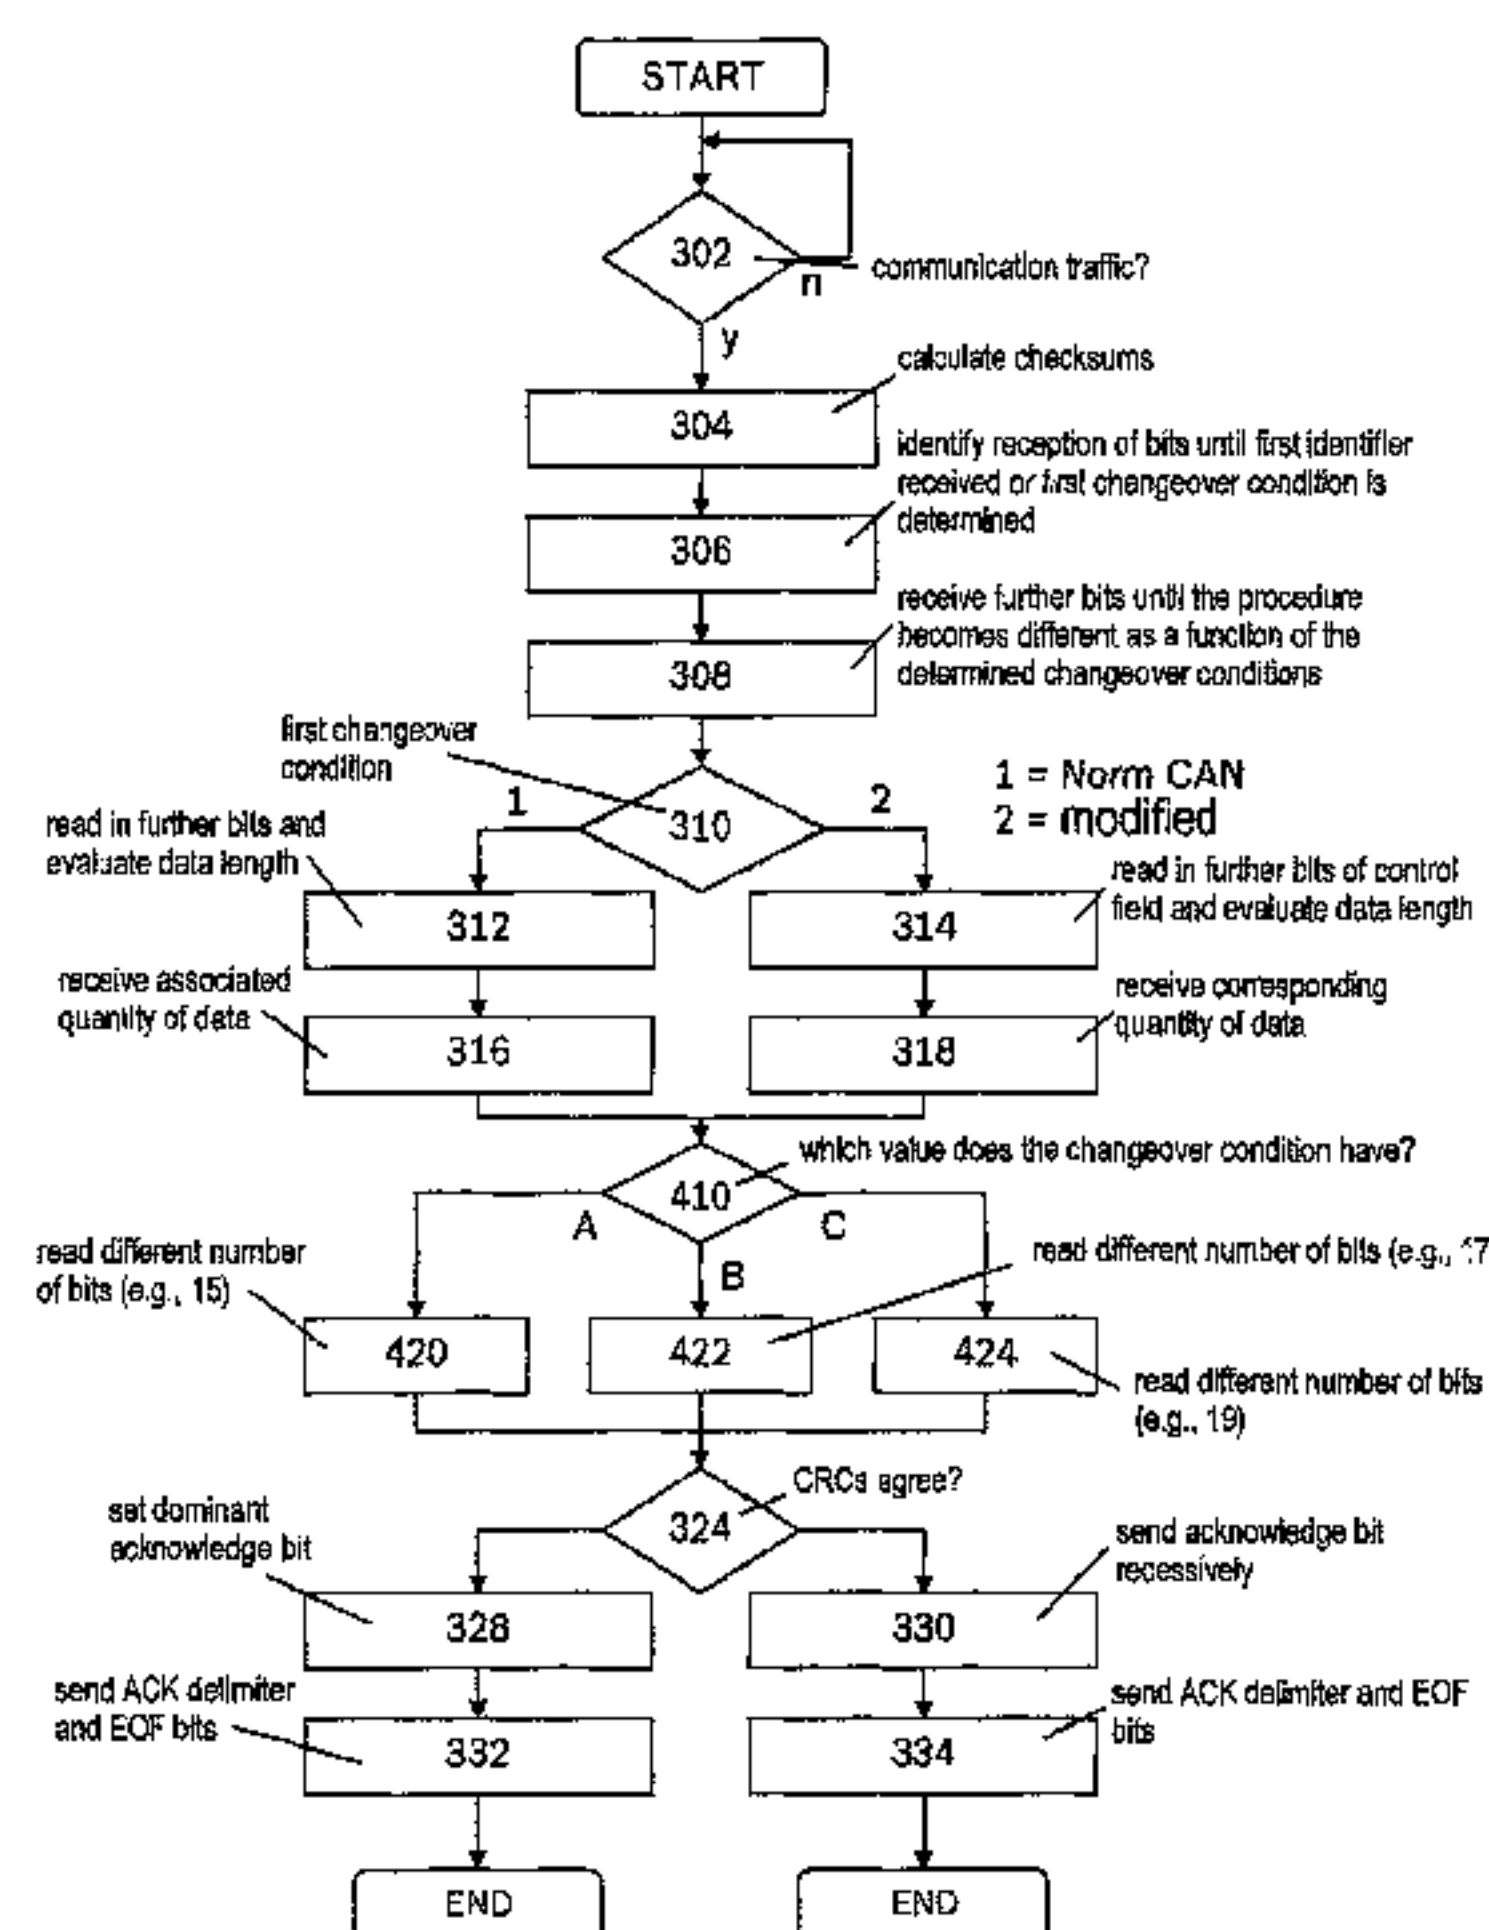 START
302
n
communication traffic?
y
calculate checksums
304
identify reception of bits until first identifier
received or first changeover condition is
determined
306
receive further bits until the procedure
becomes different as a function of the
determined changeover conditions
308
first changeover
condition
1 = Norm CAN
2 = modified
1
310
2
read in further bits and
evaluate data length
read in further bits of control
field and evaluate data length
312
314
receive associated
quantity of data
receive corresponding
quantity of data
316
318
which value does the changeover condition have?
410
A
B
C
read different number
of bits (e.g., 15)
read different number of bits (e.g., 17
420
422
424
read different number of bits
(e.g., 19)
CRCs agree?
324
set dominant
acknowledge bit
send acknowledge bit
recessively
328
330
send ACK delimiter
and EOF bits
send ACK delimiter and EOF
bits
332
334
END
END